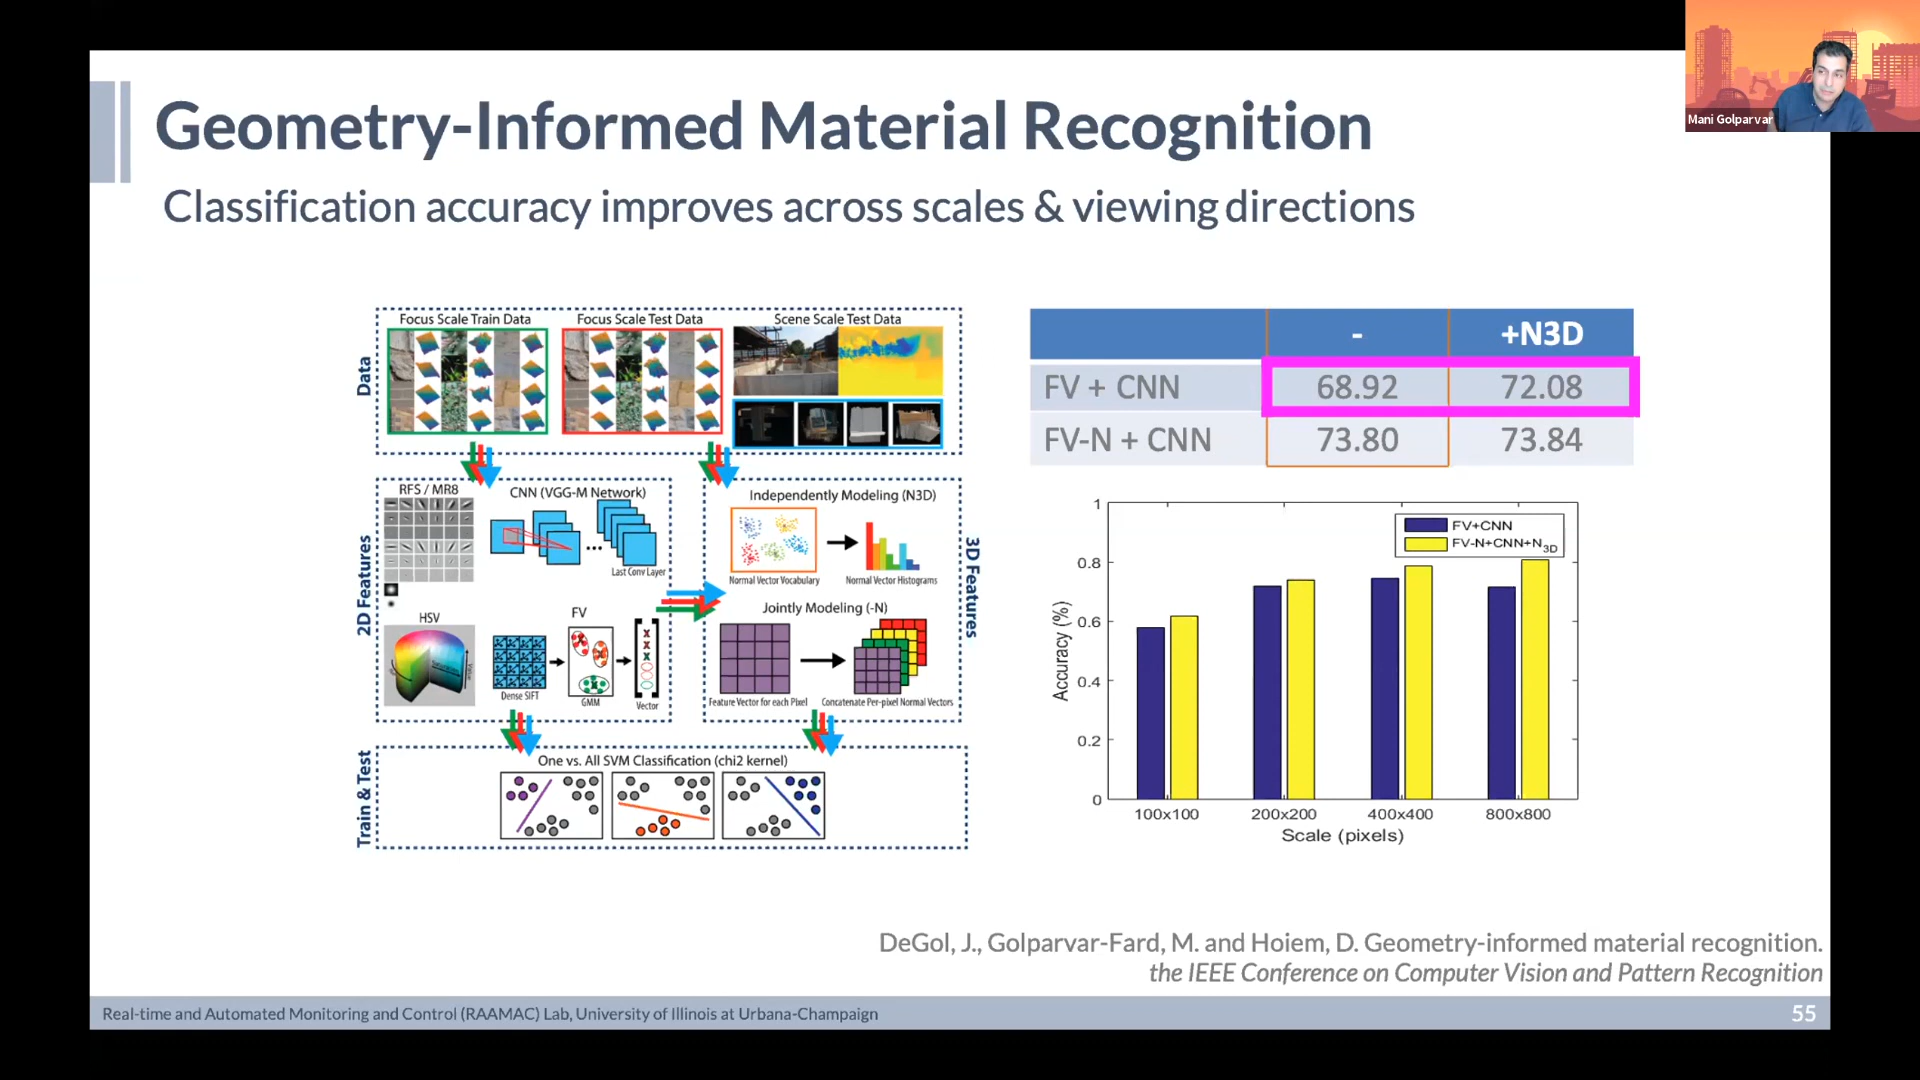 Mani Golparvar
Geometry-Informed Material Recognition
Classification accuracy improves across scales & viewing directions
Data
Focus Scale Train Data
Focus Scale Test Data
Scene Scale Test Data
2D Features
RFS / MR8
CNN (VGG-M Network)
...
Last Conv Layer
HSV
FV
Dense SIFT
GMM
Vector
3D Features
Independently Modeling (N3D)
Normal Vector Vocabulary
Normal Vector Histograms
Jointly Modeling (-N)
Feature Vector for each Pixel
Concatenate Per-pixel Normal Vectors
Train & Test
One vs. All SVM Classification (chi2 kernel)
- +N3D
FV + CNN 68.92 72.08
FV-N + CNN 73.80 73.84
FV+CNN
FV-N+CNN+N3D
Accuracy (%)
1
0.8
0.6
0.4
0.2
0
100x100 200x200 400x400 800x800
Scale (pixels)
DeGol, J., Golparvar-Fard, M. and Hoiem, D. Geometry-informed material recognition.
the IEEE Conference on Computer Vision and Pattern Recognition
Real-time and Automated Monitoring and Control (RAAMAC) Lab, University of Illinois at Urbana-Champaign
55